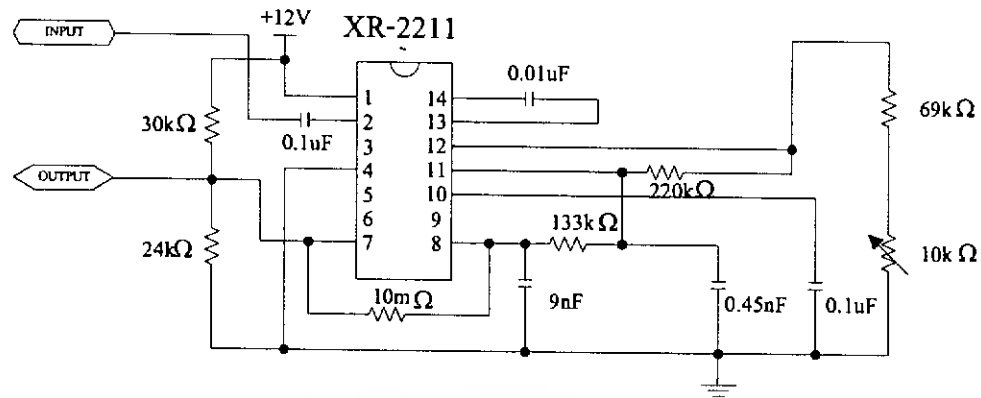 INPUT
+12V
XR-2211
30kΩ
0.1uF
OUTPUT
24kΩ
1
2
3
4
5
6
7
14
13
12
11
10
9
8
0.01uF
220kΩ
133kΩ
10mΩ
9nF
0.45nF
0.1uF
69kΩ
10kΩ